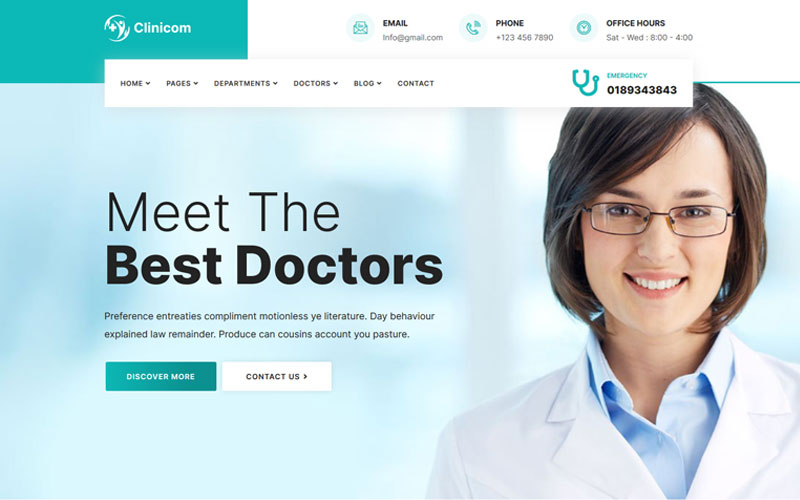 Clinicom
EMAIL
Info@gmail.com
PHONE
+123 456 7890
OFFICE HOURS
Sat - Wed : 8:00 - 4:00
HOME
PAGES
DEPARTMENTS
DOCTORS
BLOG
CONTACT
EMERGENCY
0189343843
Meet The
Best Doctors
Preference entreaties compliment motionless ye literature. Day behaviour
explained law remainder. Produce can cousins account you pasture.
DISCOVER MORE
CONTACT US